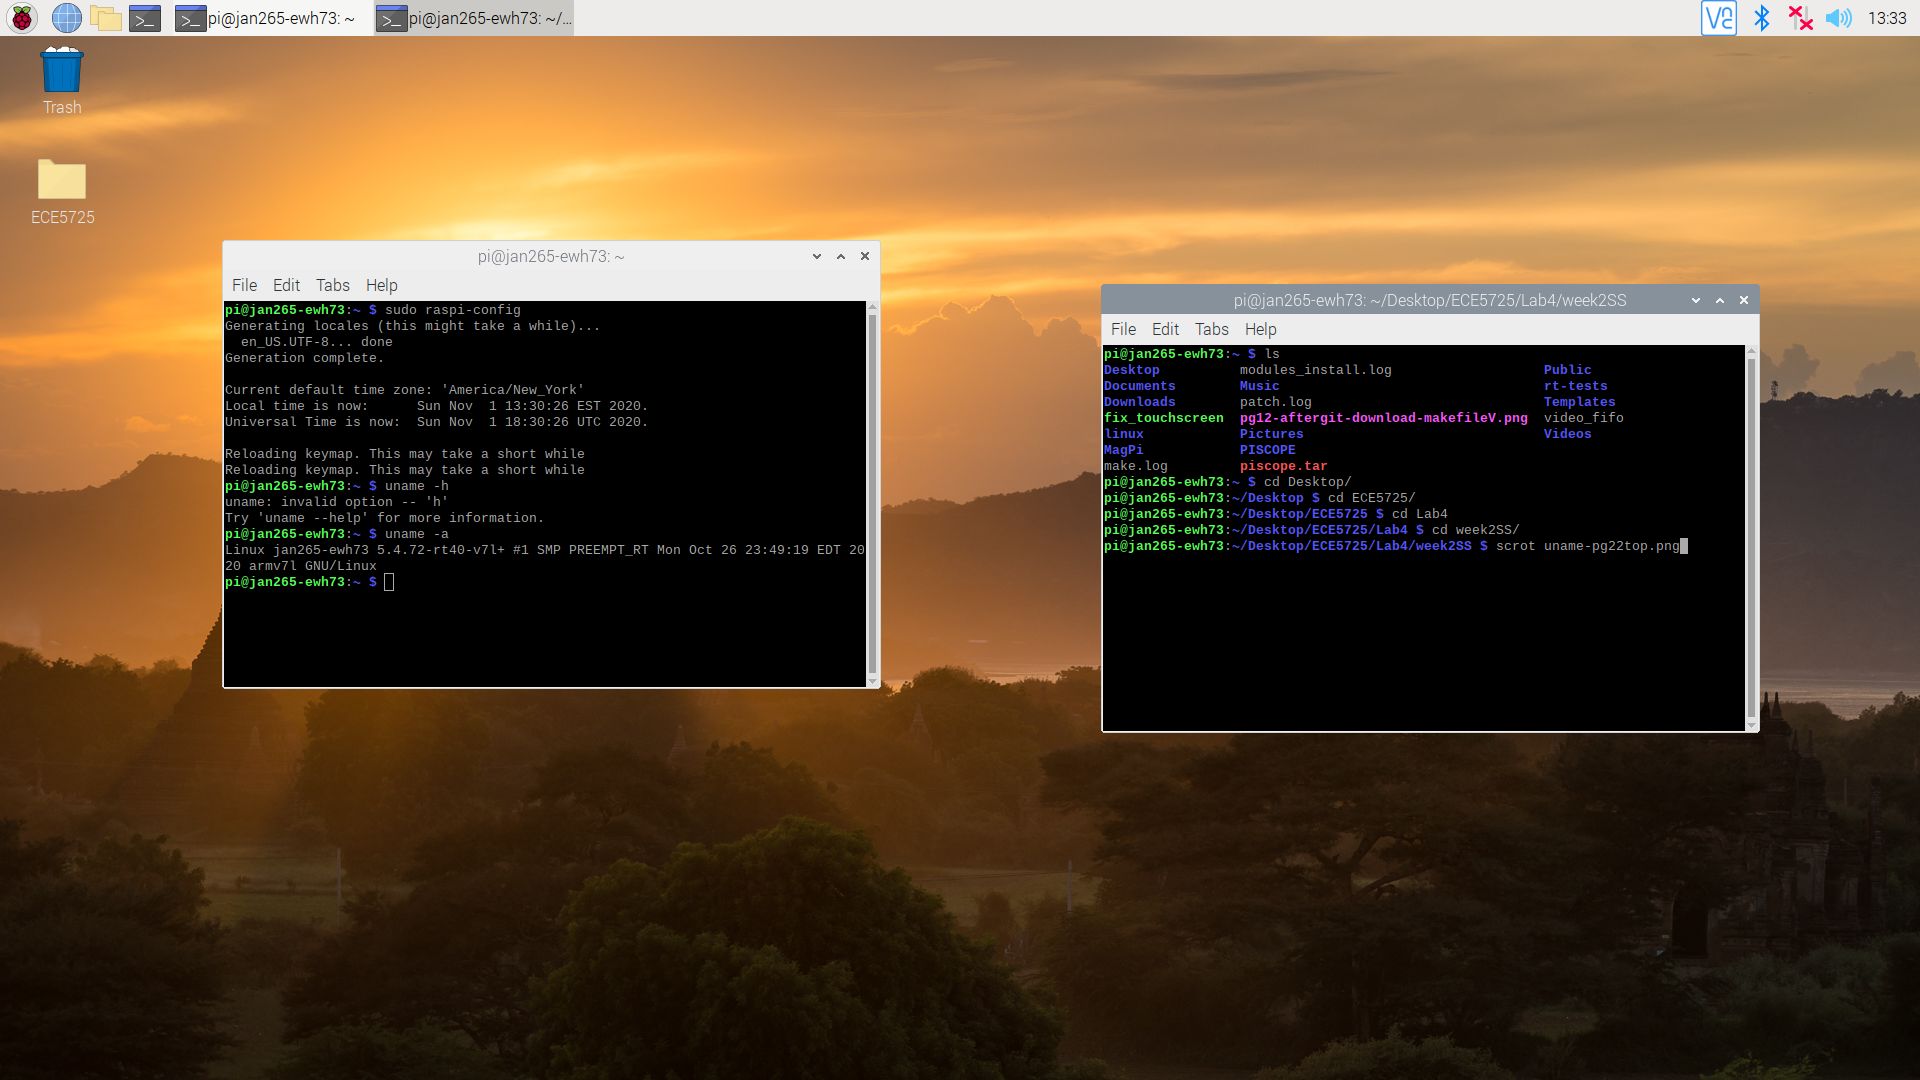 pi@jan265-ewh73: ~
pi@jan265-ewh73: ~/...
13:33
Trash
ECE5725
pi@jan265-ewh73: ~
File Edit Tabs Help
pi@jan265-ewh73:~ $ sudo raspi-config
Generating locales (this might take a while)...
  en_US.UTF-8... done
Generation complete.
Current default time zone: 'America/New_York'
Local time is now:      Sun Nov  1 13:30:26 EST 2020.
Universal Time is now:  Sun Nov  1 18:30:26 UTC 2020.
Reloading keymap. This may take a short while
Reloading keymap. This may take a short while
pi@jan265-ewh73:~ $ uname -h
uname: invalid option -- 'h'
Try 'uname --help' for more information.
pi@jan265-ewh73:~ $ uname -a
Linux jan265-ewh73 5.4.72-rt40-v7l+ #1 SMP PREEMPT_RT Mon Oct 26 23:49:19 EDT 20
20 armv7l GNU/Linux
pi@jan265-ewh73:~ $
pi@jan265-ewh73: ~/Desktop/ECE5725/Lab4/week2SS
File Edit Tabs Help
pi@jan265-ewh73:~ $ ls
Desktop          modules_install.log                   Public
Documents        Music                                 rt-tests
Downloads        patch.log                             Templates
fix_touchscreen  pg12-aftergit-download-makefileV.png  video_fifo
linux            Pictures                              Videos
MagPi            PISCOPE
make.log         piscope.tar
pi@jan265-ewh73:~ $ cd Desktop/
pi@jan265-ewh73:~/Desktop $ cd ECE5725/
pi@jan265-ewh73:~/Desktop/ECE5725 $ cd Lab4
pi@jan265-ewh73:~/Desktop/ECE5725/Lab4 $ cd week2SS/
pi@jan265-ewh73:~/Desktop/ECE5725/Lab4/week2SS $ scrot uname-pg22top.png